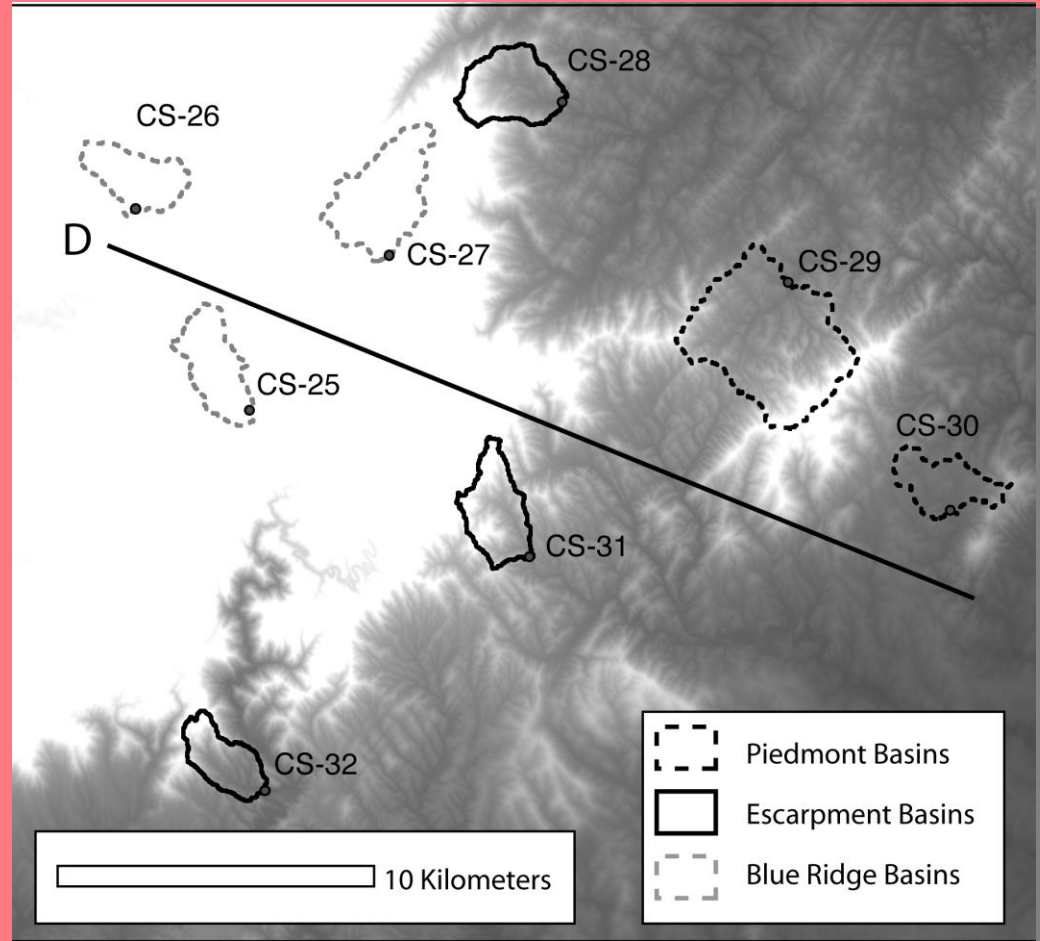 CS-28
CS-26
D
CS-27
CS-29
CS-25
CS-30
CS-31
CS-32
Piedmont Basins
Escarpment Basins
Blue Ridge Basins
10 Kilometers